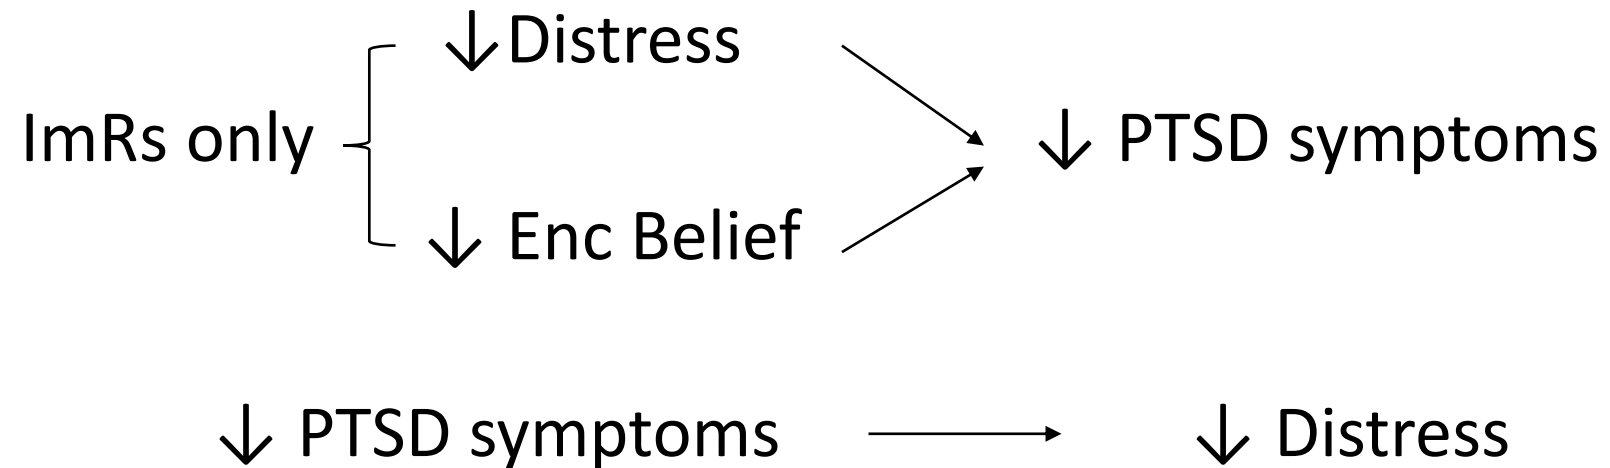 ↓ Distress
ImRs only
↓ PTSD symptoms
↓ Enc Belief
↓ PTSD symptoms
↓ Distress